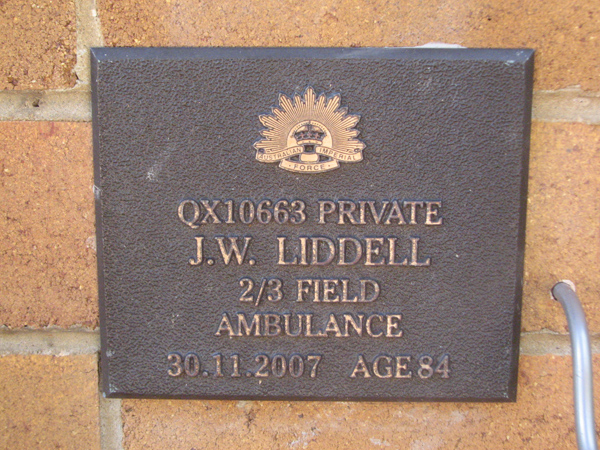 AUSTRALIAN IMPERIAL
FORCE
QX10663 PRIVATE
J.W. LIDDELL
2/3 FIELD
AMBULANCE
30.11.2007 AGE 84